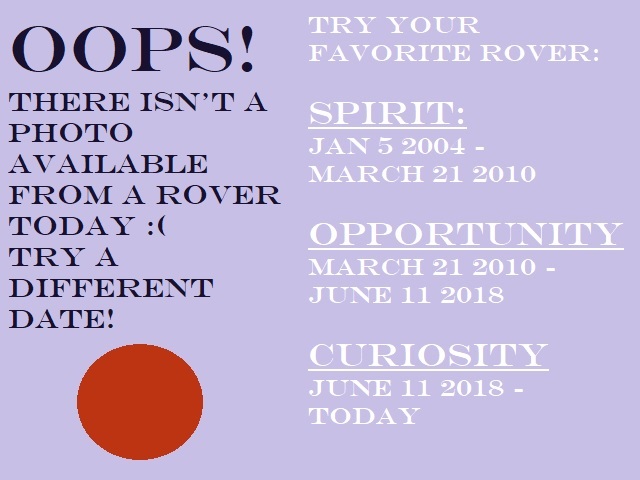 OOPS!
THERE ISN'T A
PHOTO
AVAILABLE
FROM A ROVER
TODAY :(
TRY A
DIFFERENT
DATE!
TRY YOUR
FAVORITE ROVER:
SPIRIT:
JAN 5 2004 -
MARCH 21 2010
OPPORTUNITY
MARCH 21 2010 -
JUNE 11 2018
CURIOSITY
JUNE 11 2018 -
TODAY